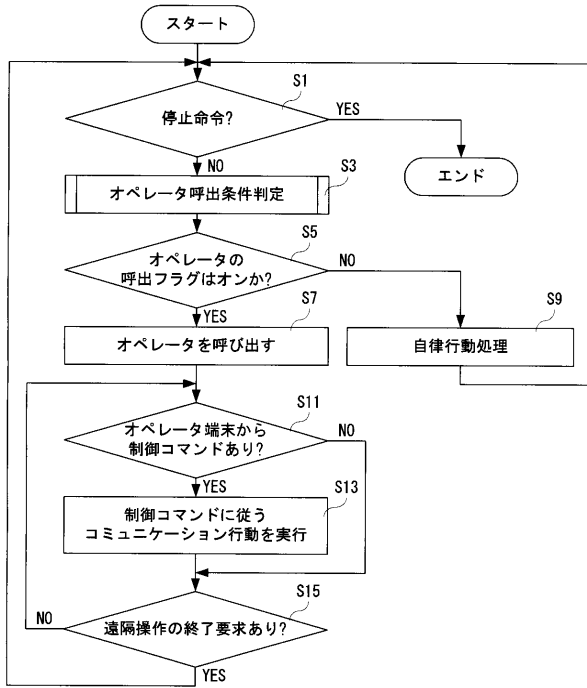 スタート
S1
停止命令?
YES
NO
エンド
S3
オペレータ呼出条件判定
S5
オペレータの
呼出フラグはオンか?
NO
YES
S7
オペレータを呼び出す
S9
自律行動処理
S11
オペレータ端末から
制御コマンドあり?
NO
YES
S13
制御コマンドに従う
コミュニケーション行動を実行
S15
遠隔操作の終了要求あり?
NO
YES